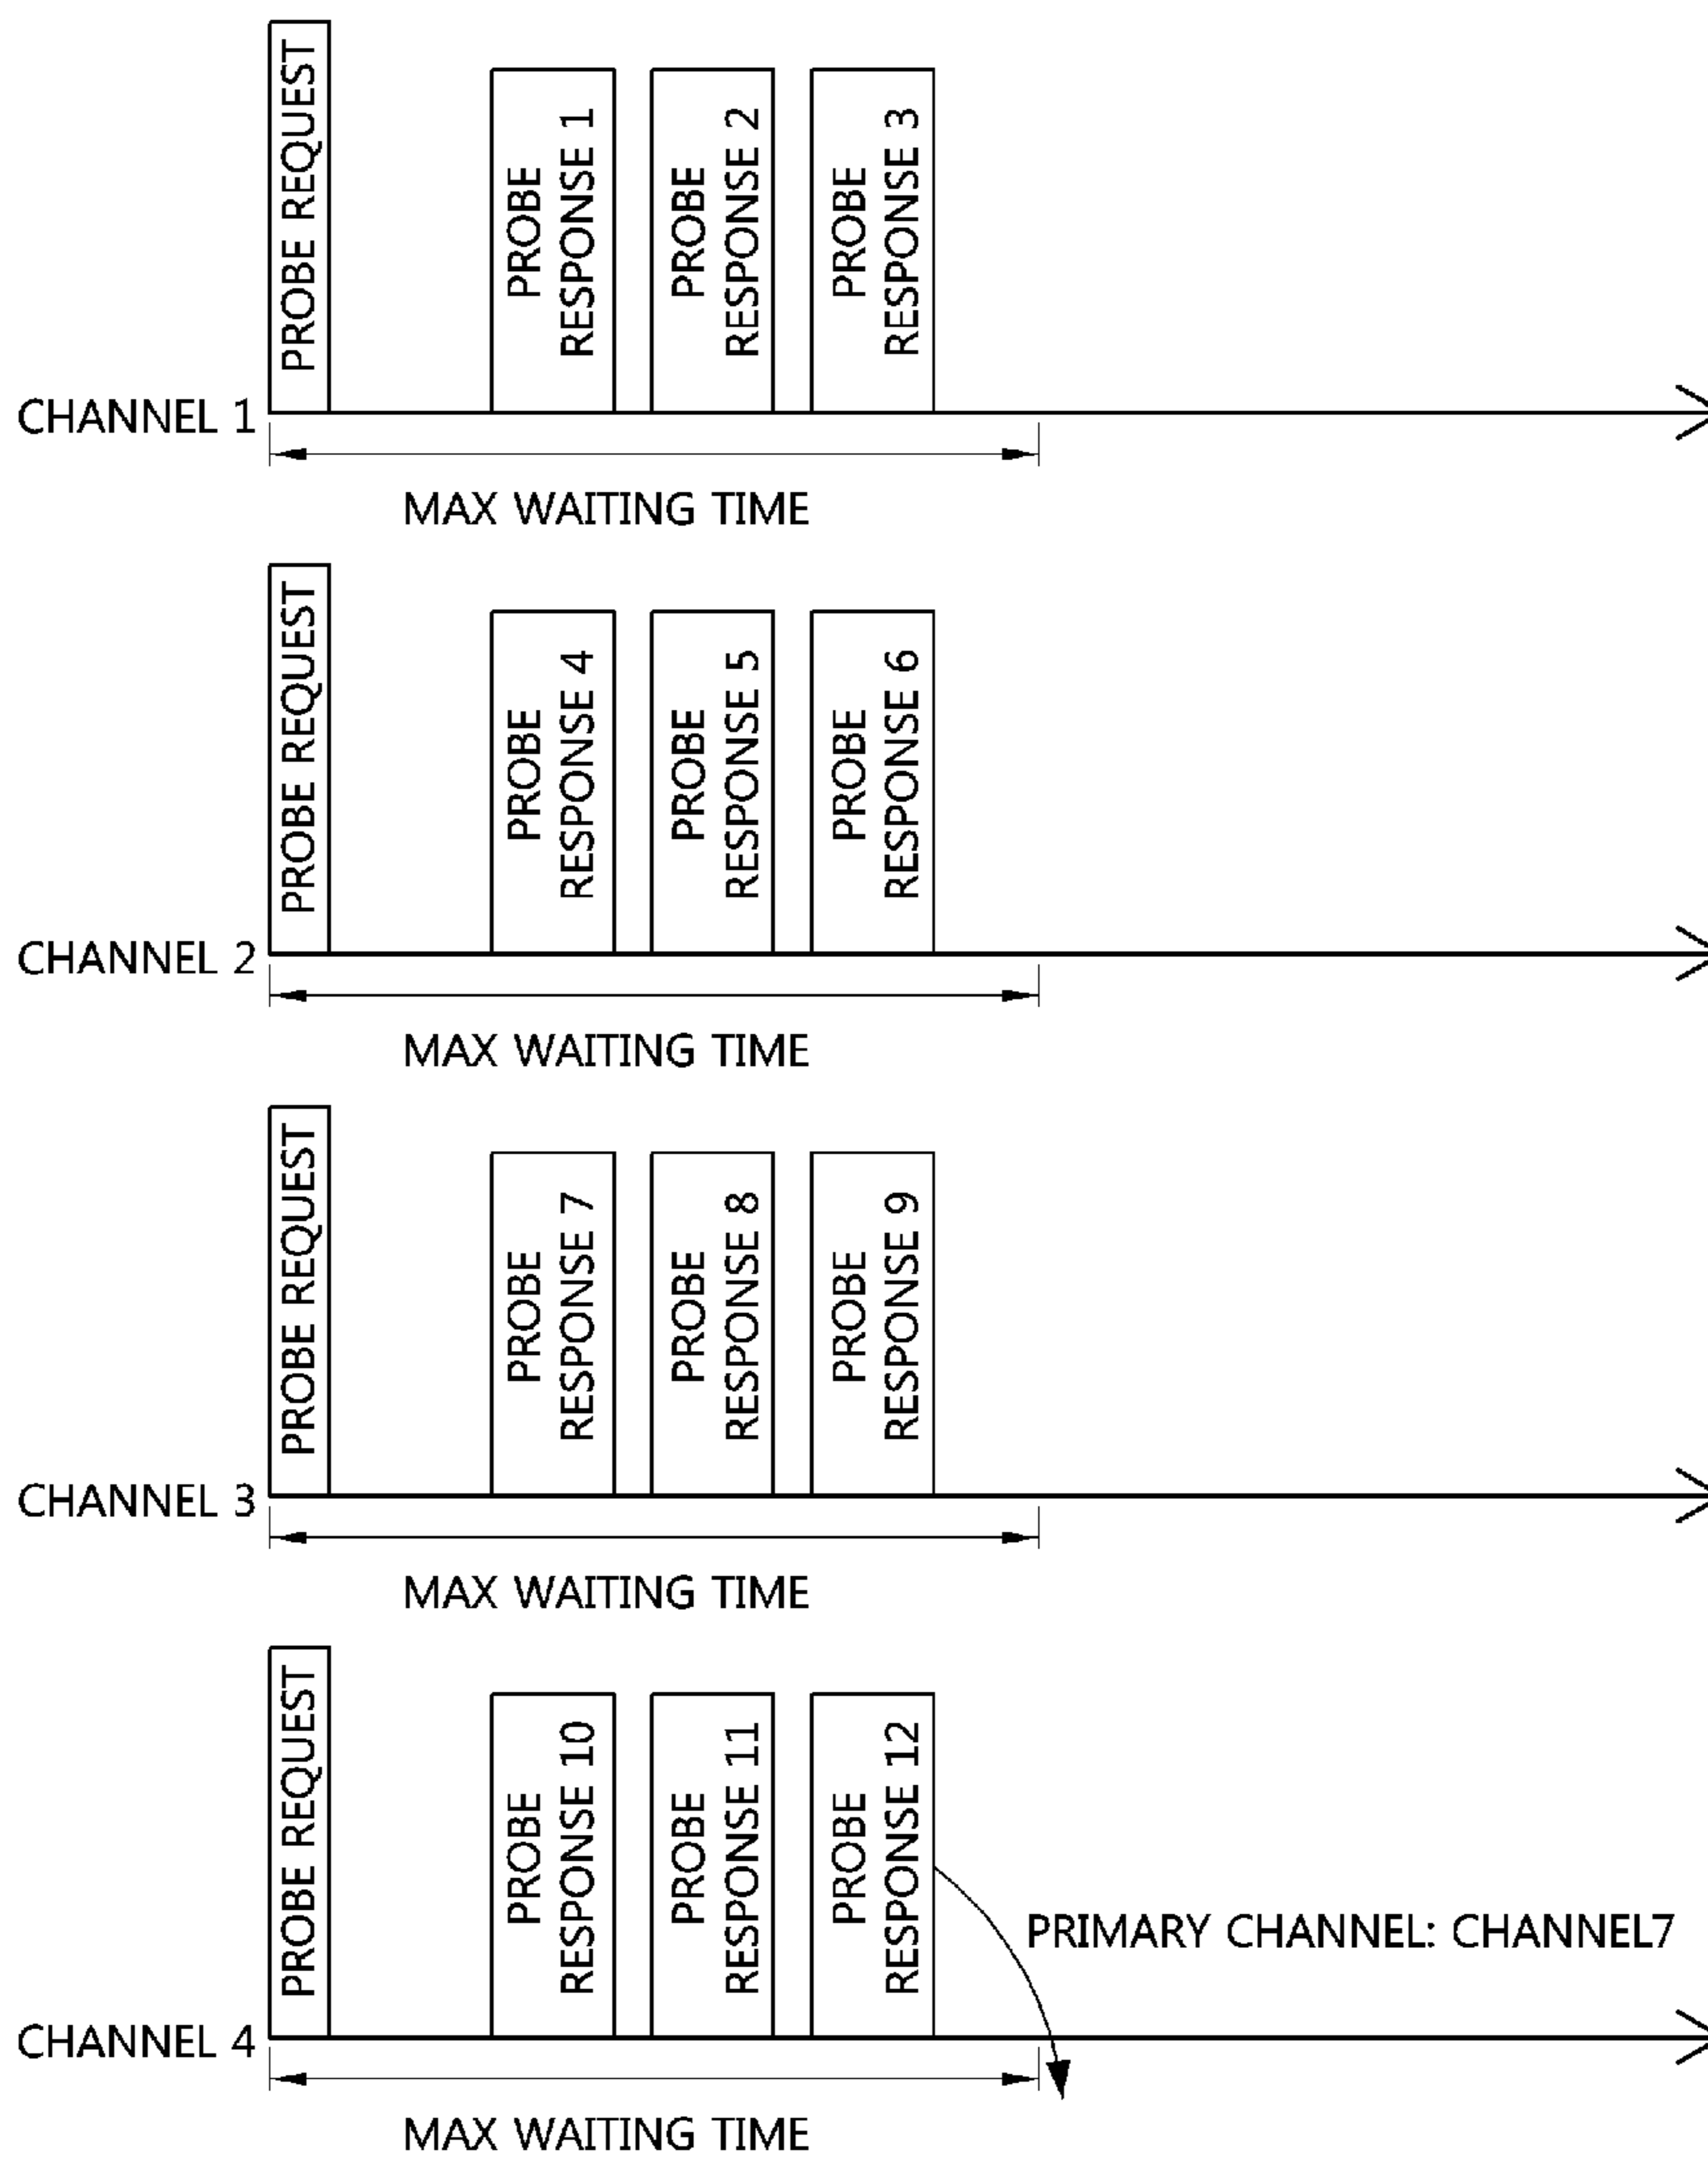 PROBE REQUEST
PROBE
RESPONSE 1
PROBE
RESPONSE 2
PROBE
RESPONSE 3
CHANNEL 1
MAX WAITING TIME
PROBE REQUEST
PROBE
RESPONSE 4
PROBE
RESPONSE 5
PROBE
RESPONSE 6
CHANNEL 2
MAX WAITING TIME
PROBE REQUEST
PROBE
RESPONSE 7
PROBE
RESPONSE 8
PROBE
RESPONSE 9
CHANNEL 3
MAX WAITING TIME
PROBE REQUEST
PROBE
RESPONSE 10
PROBE
RESPONSE 11
PROBE
RESPONSE 12
PRIMARY CHANNEL: CHANNEL7
CHANNEL 4
MAX WAITING TIME